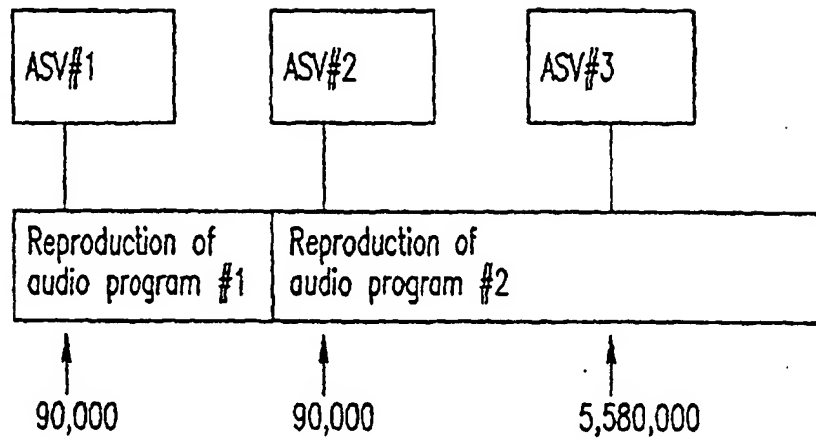 ASV#1
ASV#2
ASV#3
Reproduction of
audio program #1
Reproduction of
audio program #2
90,000
90,000
5,580,000